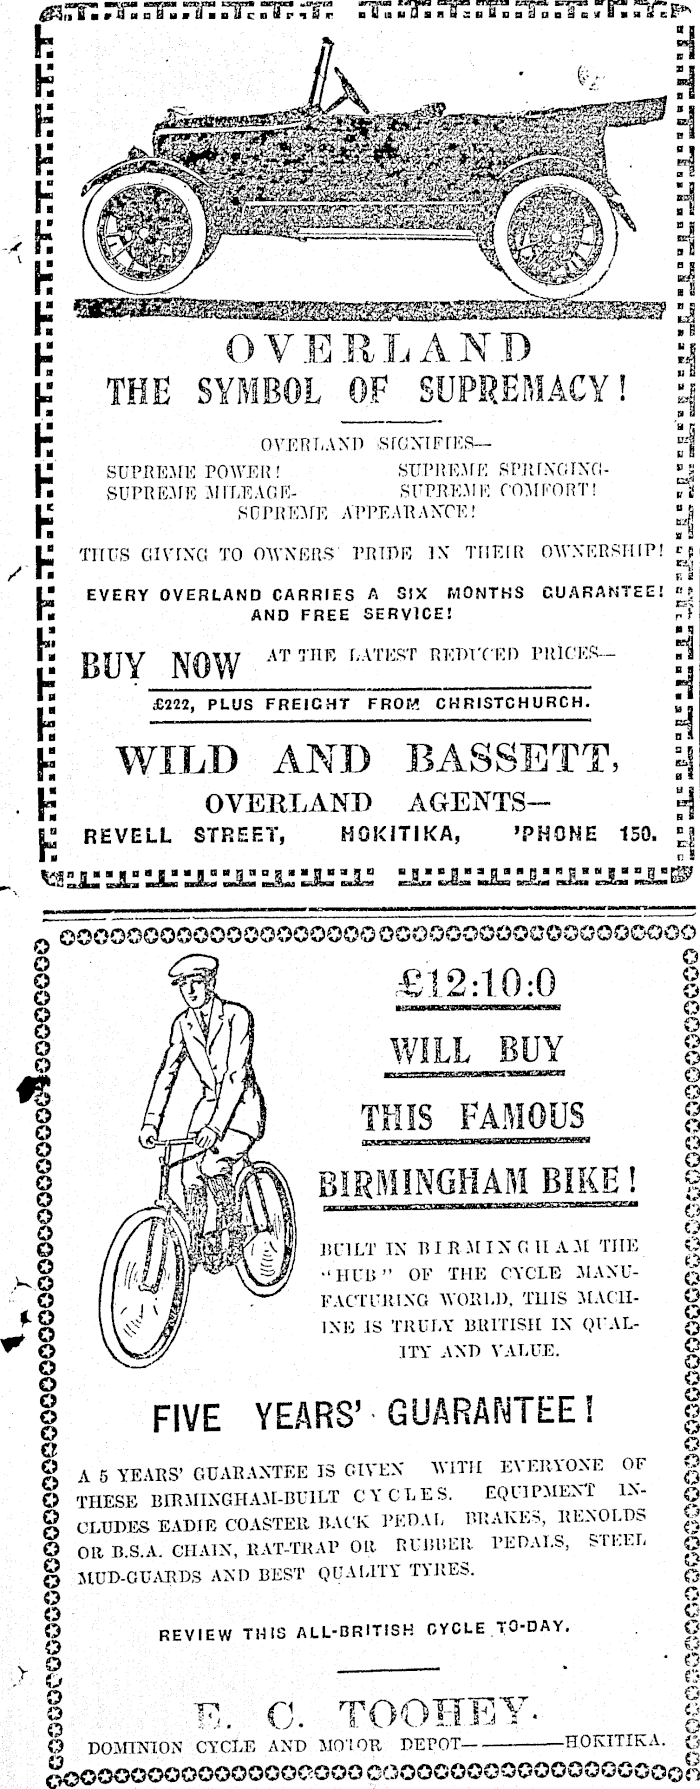 OVERLAND
THE SYMBOL OF SUPREMACY!
OVERLAND SIGNIFIES—
SUPREME POWER! SUPREME SPRINGING-
SUPREME MILEAGE- SUPREME COMFORT!
SUPREME APPEARANCE!
THUS GIVING TO OWNERS' PRIDE IN THEIR OWNERSHIP!
EVERY OVERLAND CARRIES A SIX MONTHS GUARANTEE!
AND FREE SERVICE!
BUY NOW AT THE LATEST REDUCED PRICES—
£222, PLUS FREIGHT FROM CHRISTCHURCH.
WILD AND BASSETT,
OVERLAND AGENTS—
REVELL STREET, HOKITIKA, 'PHONE 150.
£12:10:0
WILL BUY
THIS FAMOUS
BIRMINGHAM BIKE!
BUILT IN BIRMINGHAM THE
"HUB" OF THE CYCLE MANU-
FACTURING WORLD, THIS MACH-
INE IS TRULY BRITISH IN QUAL-
ITY AND VALUE.
FIVE YEARS' GUARANTEE!
A 5 YEARS' GUARANTEE IS GIVEN WITH EVERYONE OF
THESE BIRMINGHAM-BUILT CYCLES. EQUIPMENT IN-
CLUDES EADIE COASTER BACK PEDAL BRAKES, RENOLDS
OR B.S.A. CHAIN, RAT-TRAP OR RUBBER PEDALS, STEEL
MUD-GUARDS AND BEST QUALITY TYRES.
REVIEW THIS ALL-BRITISH CYCLE TO-DAY.
E. C. TOOHEY.
DOMINION CYCLE AND MOTOR DEPOT— ———HOKITIKA.